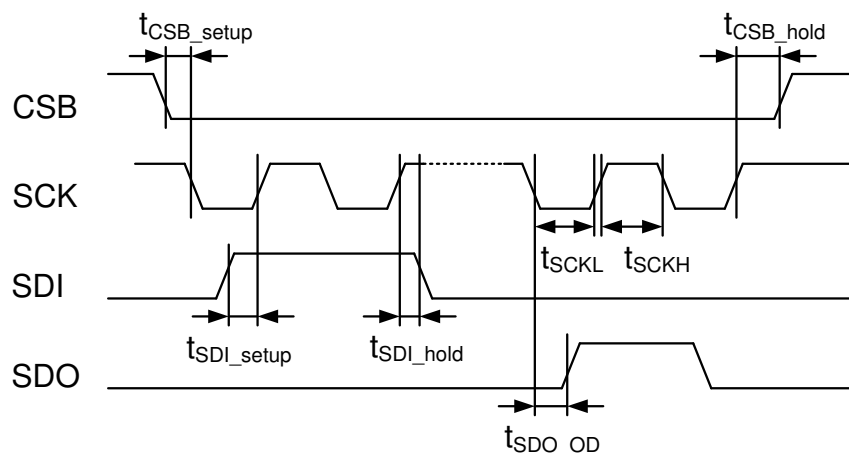 tCSB_setup
tCSB_hold
CSB
SCK
tSCKL
tSCKH
SDI
tSDI_setup
tSDI_hold
SDO
tSDO_OD